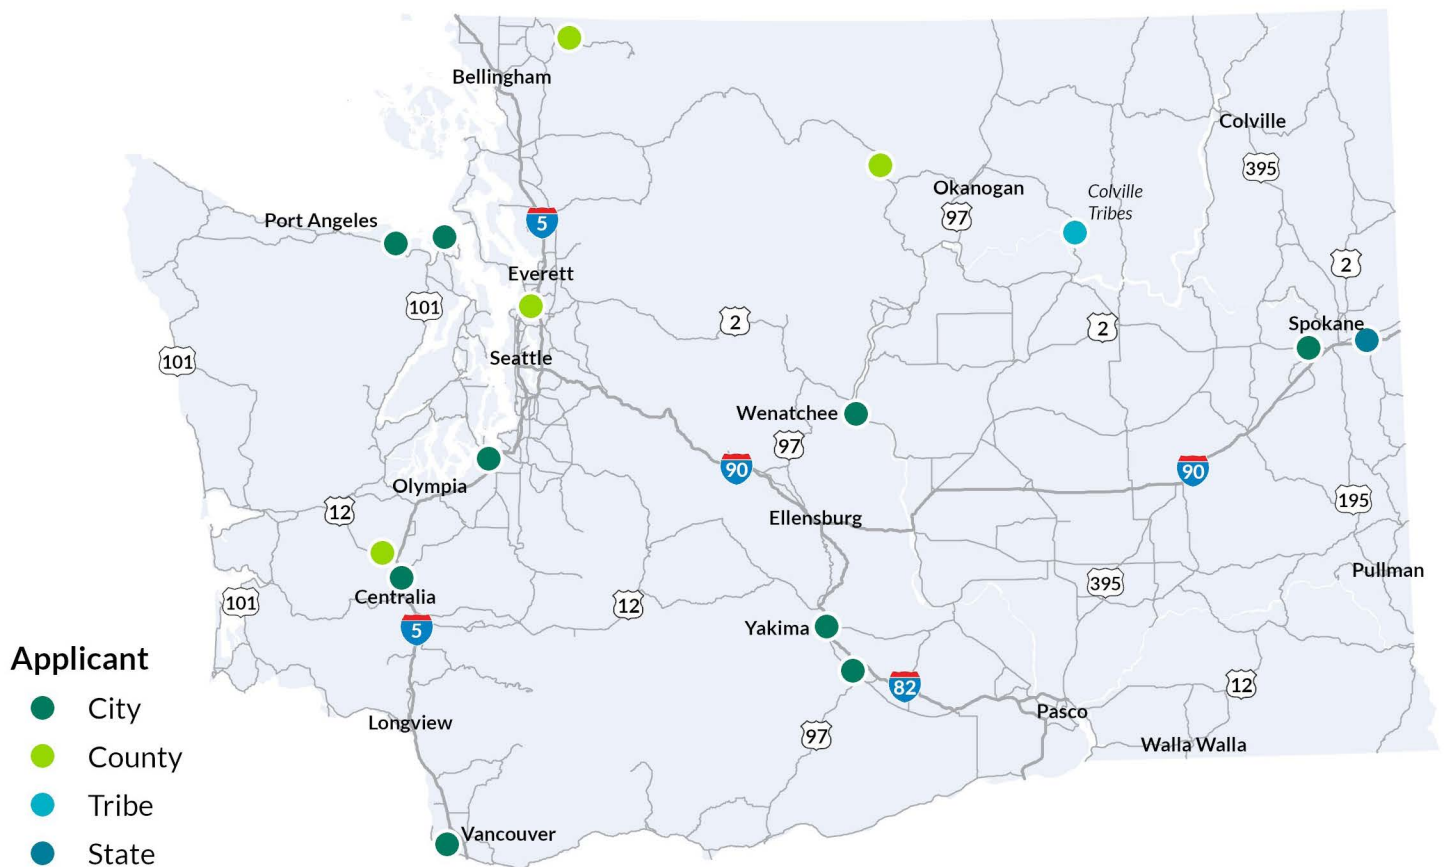 Bellingham
Colville
395
Okanogan
Colville
Tribes
97
Port Angeles
5
2
Everett
101
2
2
Spokane
Seattle
101
Wenatchee
97
90
90
Olympia
195
12
Ellensburg
Pullman
395
Centralia
101
12
5
Yakima
Applicant
82
12
City
Pasco
Longview
97
Walla Walla
County
Tribe
Vancouver
State